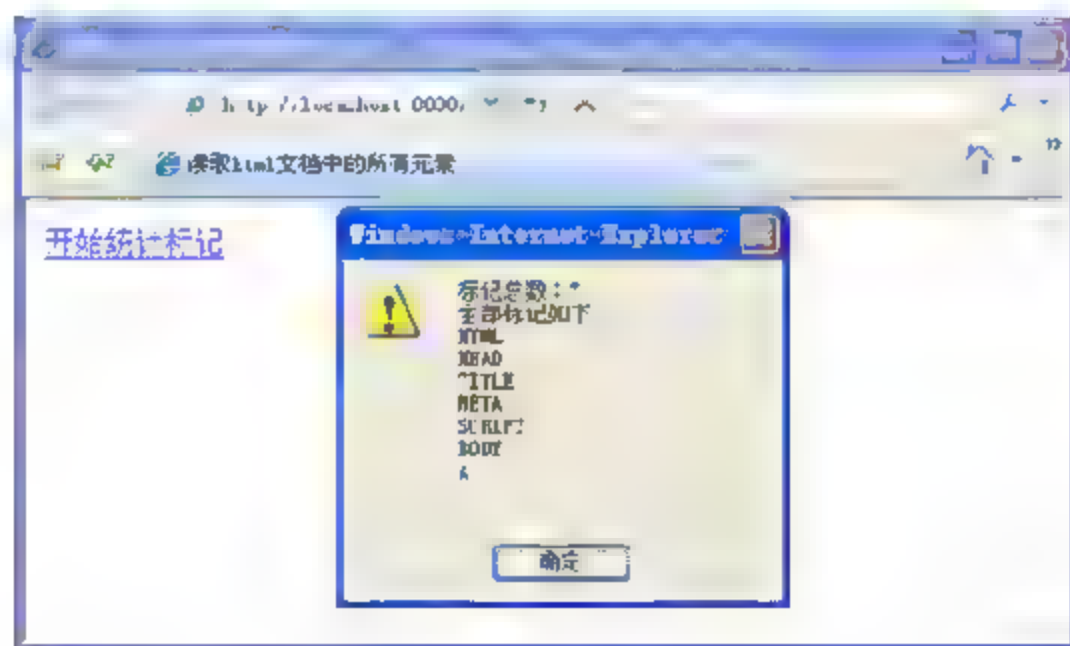 读取html文档中的所有元素
开始统计标记
Windows Internet Explorer
标记总数：
全部标记如下
HTML
HEAD
TITLE
META
SCRIPT
BODY
A
确定